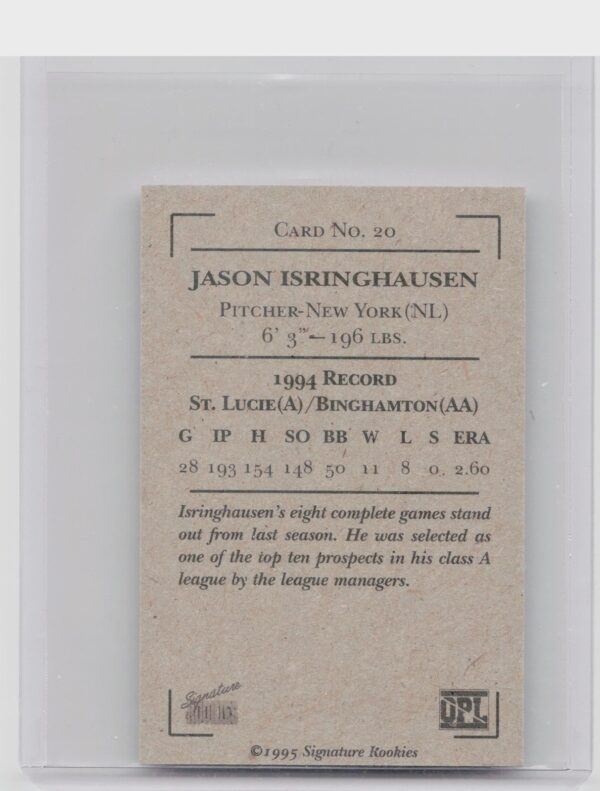 CARD NO. 20
JASON ISRINGHAUSEN
PITCHER-NEW YORK(NL)
6' 3"—196 LBS.
1994 RECORD
ST. LUCIE(A)/BINGHAMTON(AA)
G IP H SO BB W L S ERA
28 193 154 148 50 11 8 0 2.60
Isringhausen's eight complete games stand
out from last season. He was selected as
one of the top ten prospects in his class A
league by the league managers.
Signature
©1995 Signature Rookies